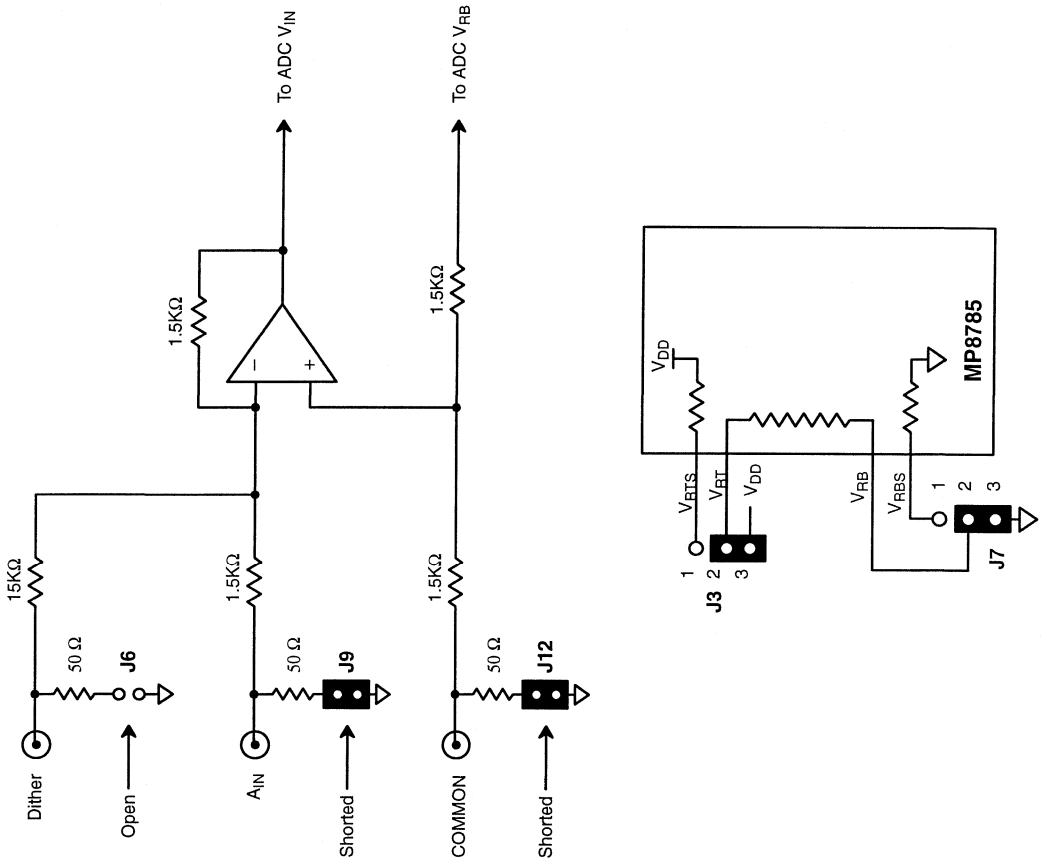 Dither
50 Ω
J6
Open
15KΩ
A_IN
50 Ω
J9
Shorted
1.5KΩ
COMMON
50 Ω
J12
Shorted
1.5KΩ
1.5KΩ
−
+
1.5KΩ
To ADC V_IN
To ADC V_RB
J3
1
2
3
V_RTS
V_RT
V_DD
V_DD
V_RB
V_RBS
J7
1
2
3
MP8785